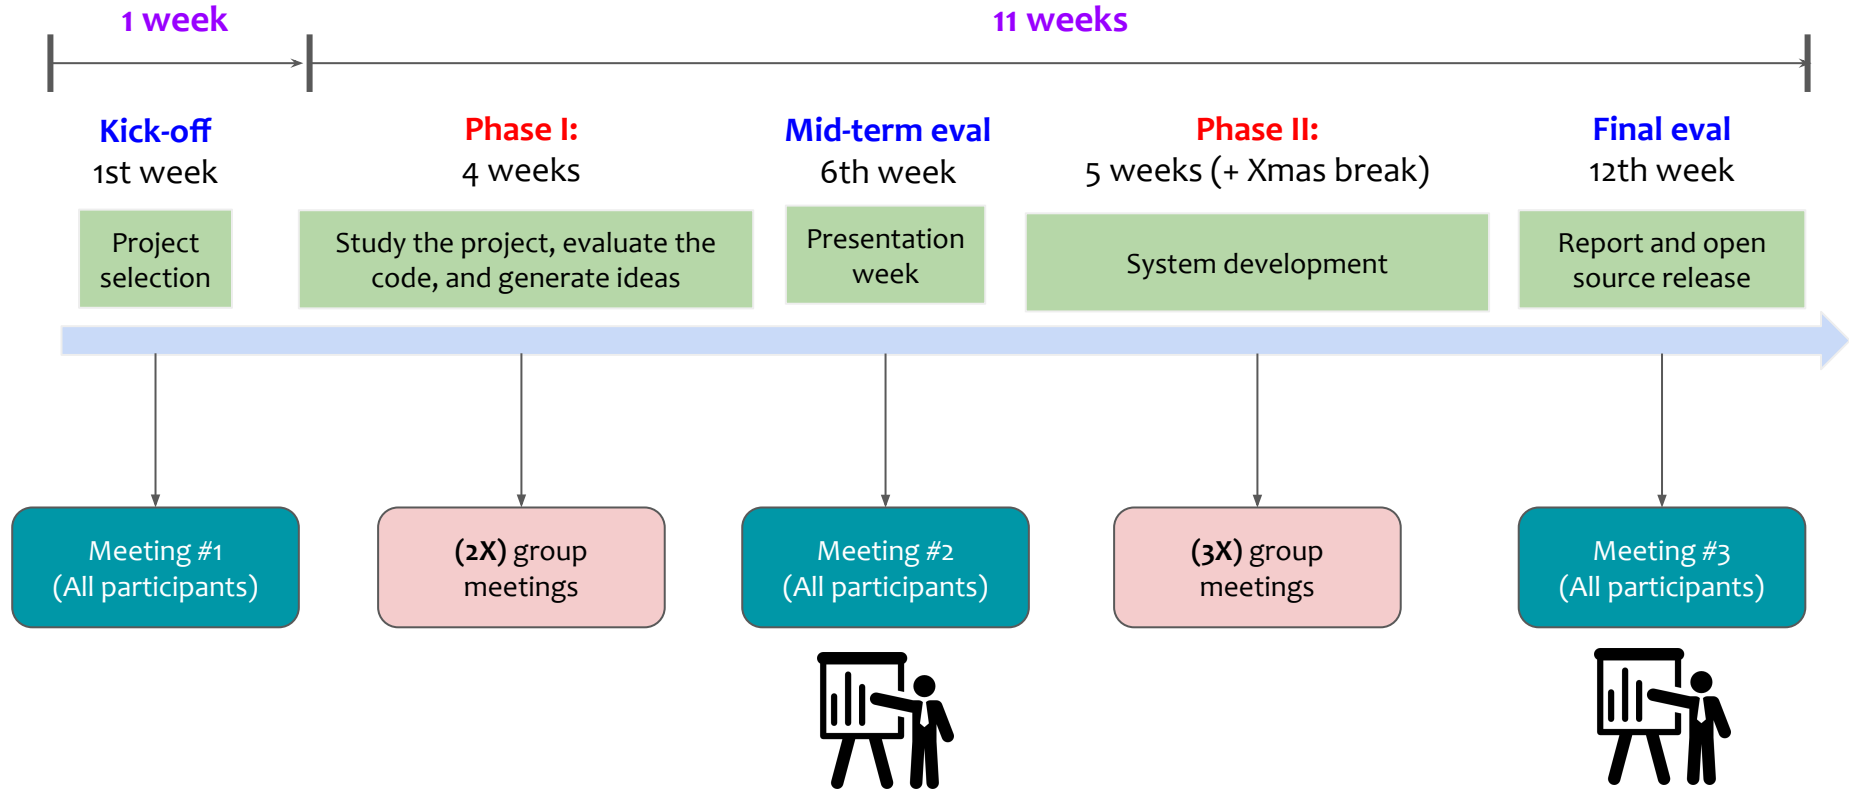 1 week
11 weeks
Kick-off
1st week
Project
selection
Phase I:
4 weeks
Study the project, evaluate the
code, and generate ideas
Mid-term eval
6th week
Presentation
week
Phase II:
5 weeks (+ Xmas break)
System development
Final eval
12th week
Report and open
source release
Meeting #1
(All participants)
(2X) group
meetings
Meeting #2
(All participants)
(3X) group
meetings
Meeting #3
(All participants)